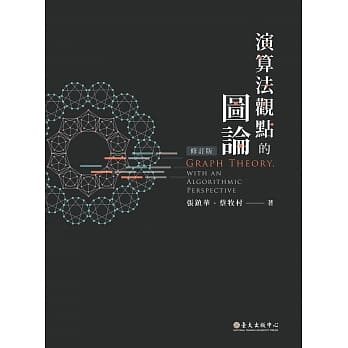 演算法觀點的
圖論
修訂版
GRAPH THEORY,
WITH AN
ALGORITHMIC
PERSPECTIVE
張鎮華、蔡牧村——著
臺大出版中心